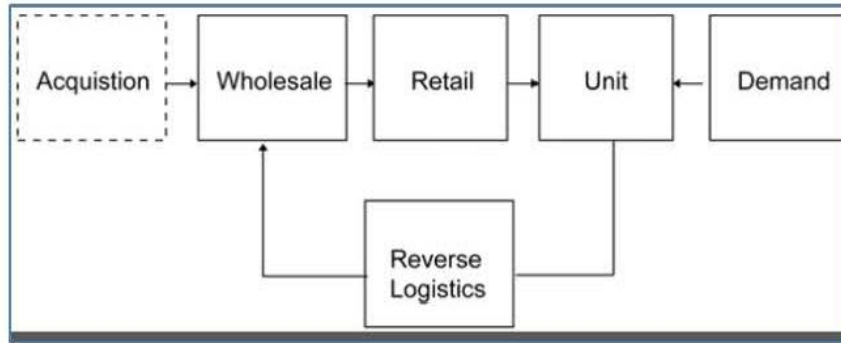 Acquistion
Wholesale
Retail
Unit
Demand
Reverse
Logistics